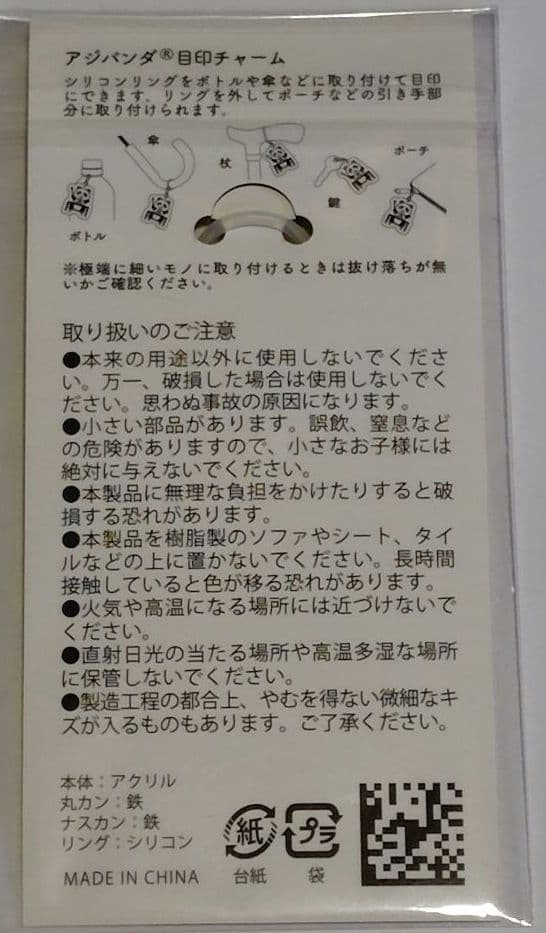 アジパンダ®目印チャーム
シリコンリングをボトルや傘などに取り付けて目印
にできます。リングを外してポーチなどの引き手部
分に取り付けられます。
傘
杖
鍵
ポーチ
ボトル
※極端に細いモノに取り付けるときは抜け落ちが無
いかご確認ください。
取り扱いのご注意
●本来の用途以外に使用しないでくださ
い。万一、破損した場合は使用しないでく
ださい。思わぬ事故の原因になります。
●小さい部品があります。誤飲、窒息など
の危険がありますので、小さなお子様には
絶対に与えないでください。
●本製品に無理な負担をかけたりすると破
損する恐れがあります。
●本製品を樹脂製のソファやシート、タイ
ルなどの上に置かないでください。長時間
接触していると色が移る恐れがあります。
●火気や高温になる場所には近づけないで
ください。
●直射日光の当たる場所や高温多湿な場所
に保管しないでください。
●製造工程の都合上、やむを得ない微細なキ
ズが入るものもあります。ご了承ください。
本体：アクリル
丸カン：鉄
ナスカン：鉄
リング：シリコン
MADE IN CHINA
紙
台紙
プラ
袋